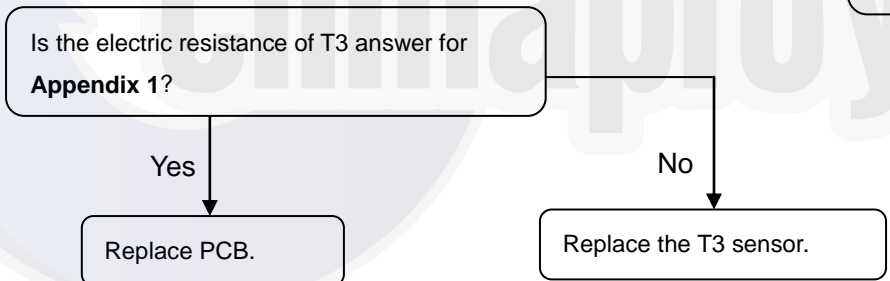 Is the electric resistance of T3 answer for
Appendix 1?
Yes
No
Replace PCB.
Replace the T3 sensor.